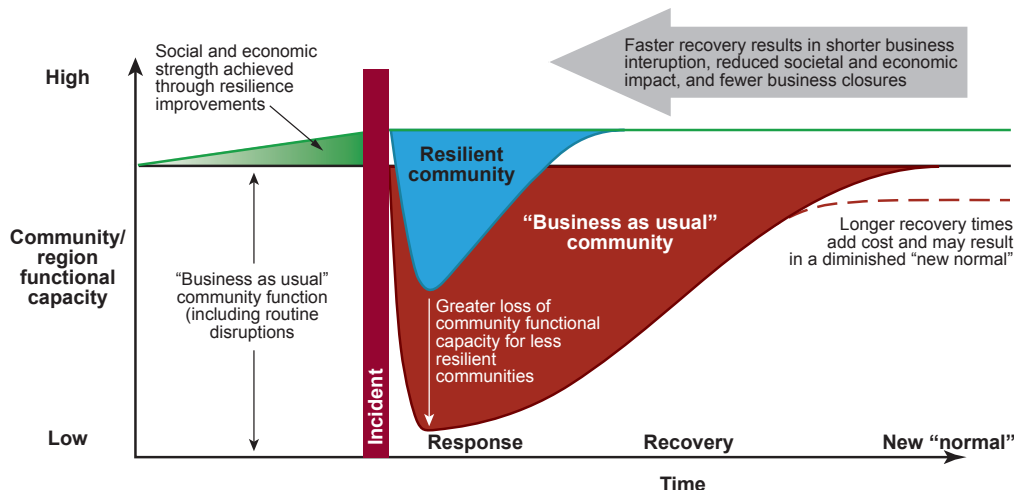 Social and economic
strength achieved
through resilience
improvements
Faster recovery results in shorter business
interuption, reduced societal and economic
impact, and fewer business closures
High
Resilient
community
"Business as usual"
community
Community/
region
functional
capacity
"Business as usual"
community function
(including routine
disruptions
Longer recovery times
add cost and may result
in a diminished "new normal"
Greater loss of
community functional
capacity for less
resilient
communities
Incident
Low
Response
Recovery
New "normal"
Time